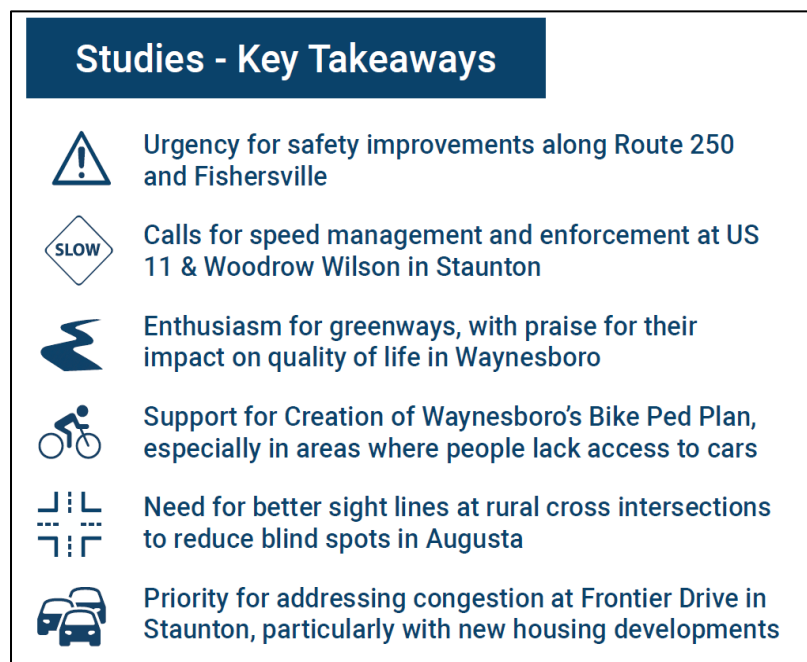 Studies - Key Takeaways
Urgency for safety improvements along Route 250
and Fishersville
SLOW
Calls for speed management and enforcement at US
11 & Woodrow Wilson in Staunton
Enthusiasm for greenways, with praise for their
impact on quality of life in Waynesboro
Support for Creation of Waynesboro's Bike Ped Plan,
especially in areas where people lack access to cars
Need for better sight lines at rural cross intersections
to reduce blind spots in Augusta
Priority for addressing congestion at Frontier Drive in
Staunton, particularly with new housing developments